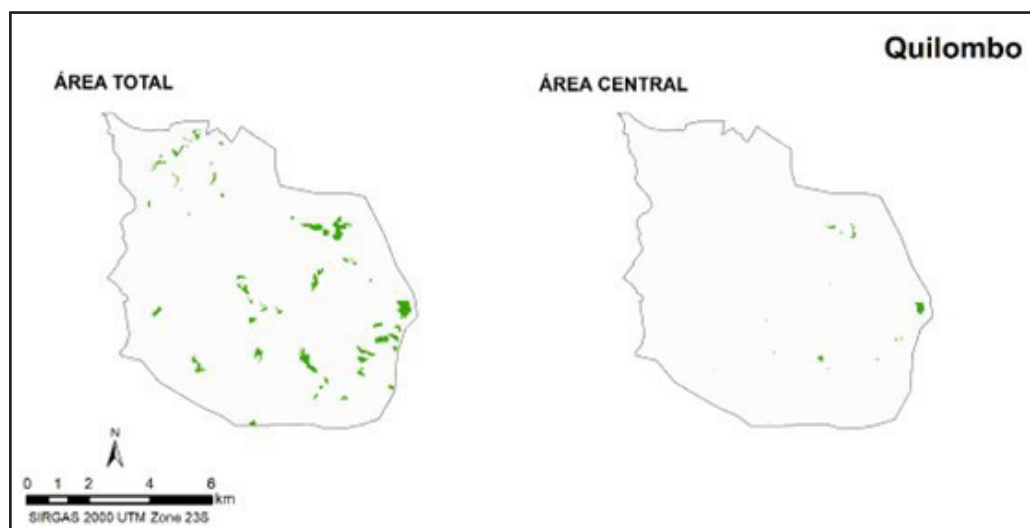 Quilombo
ÁREA TOTAL
ÁREA CENTRAL
N
0 1 2 4 6
km
SIRGAS 2000 UTM Zone 23S